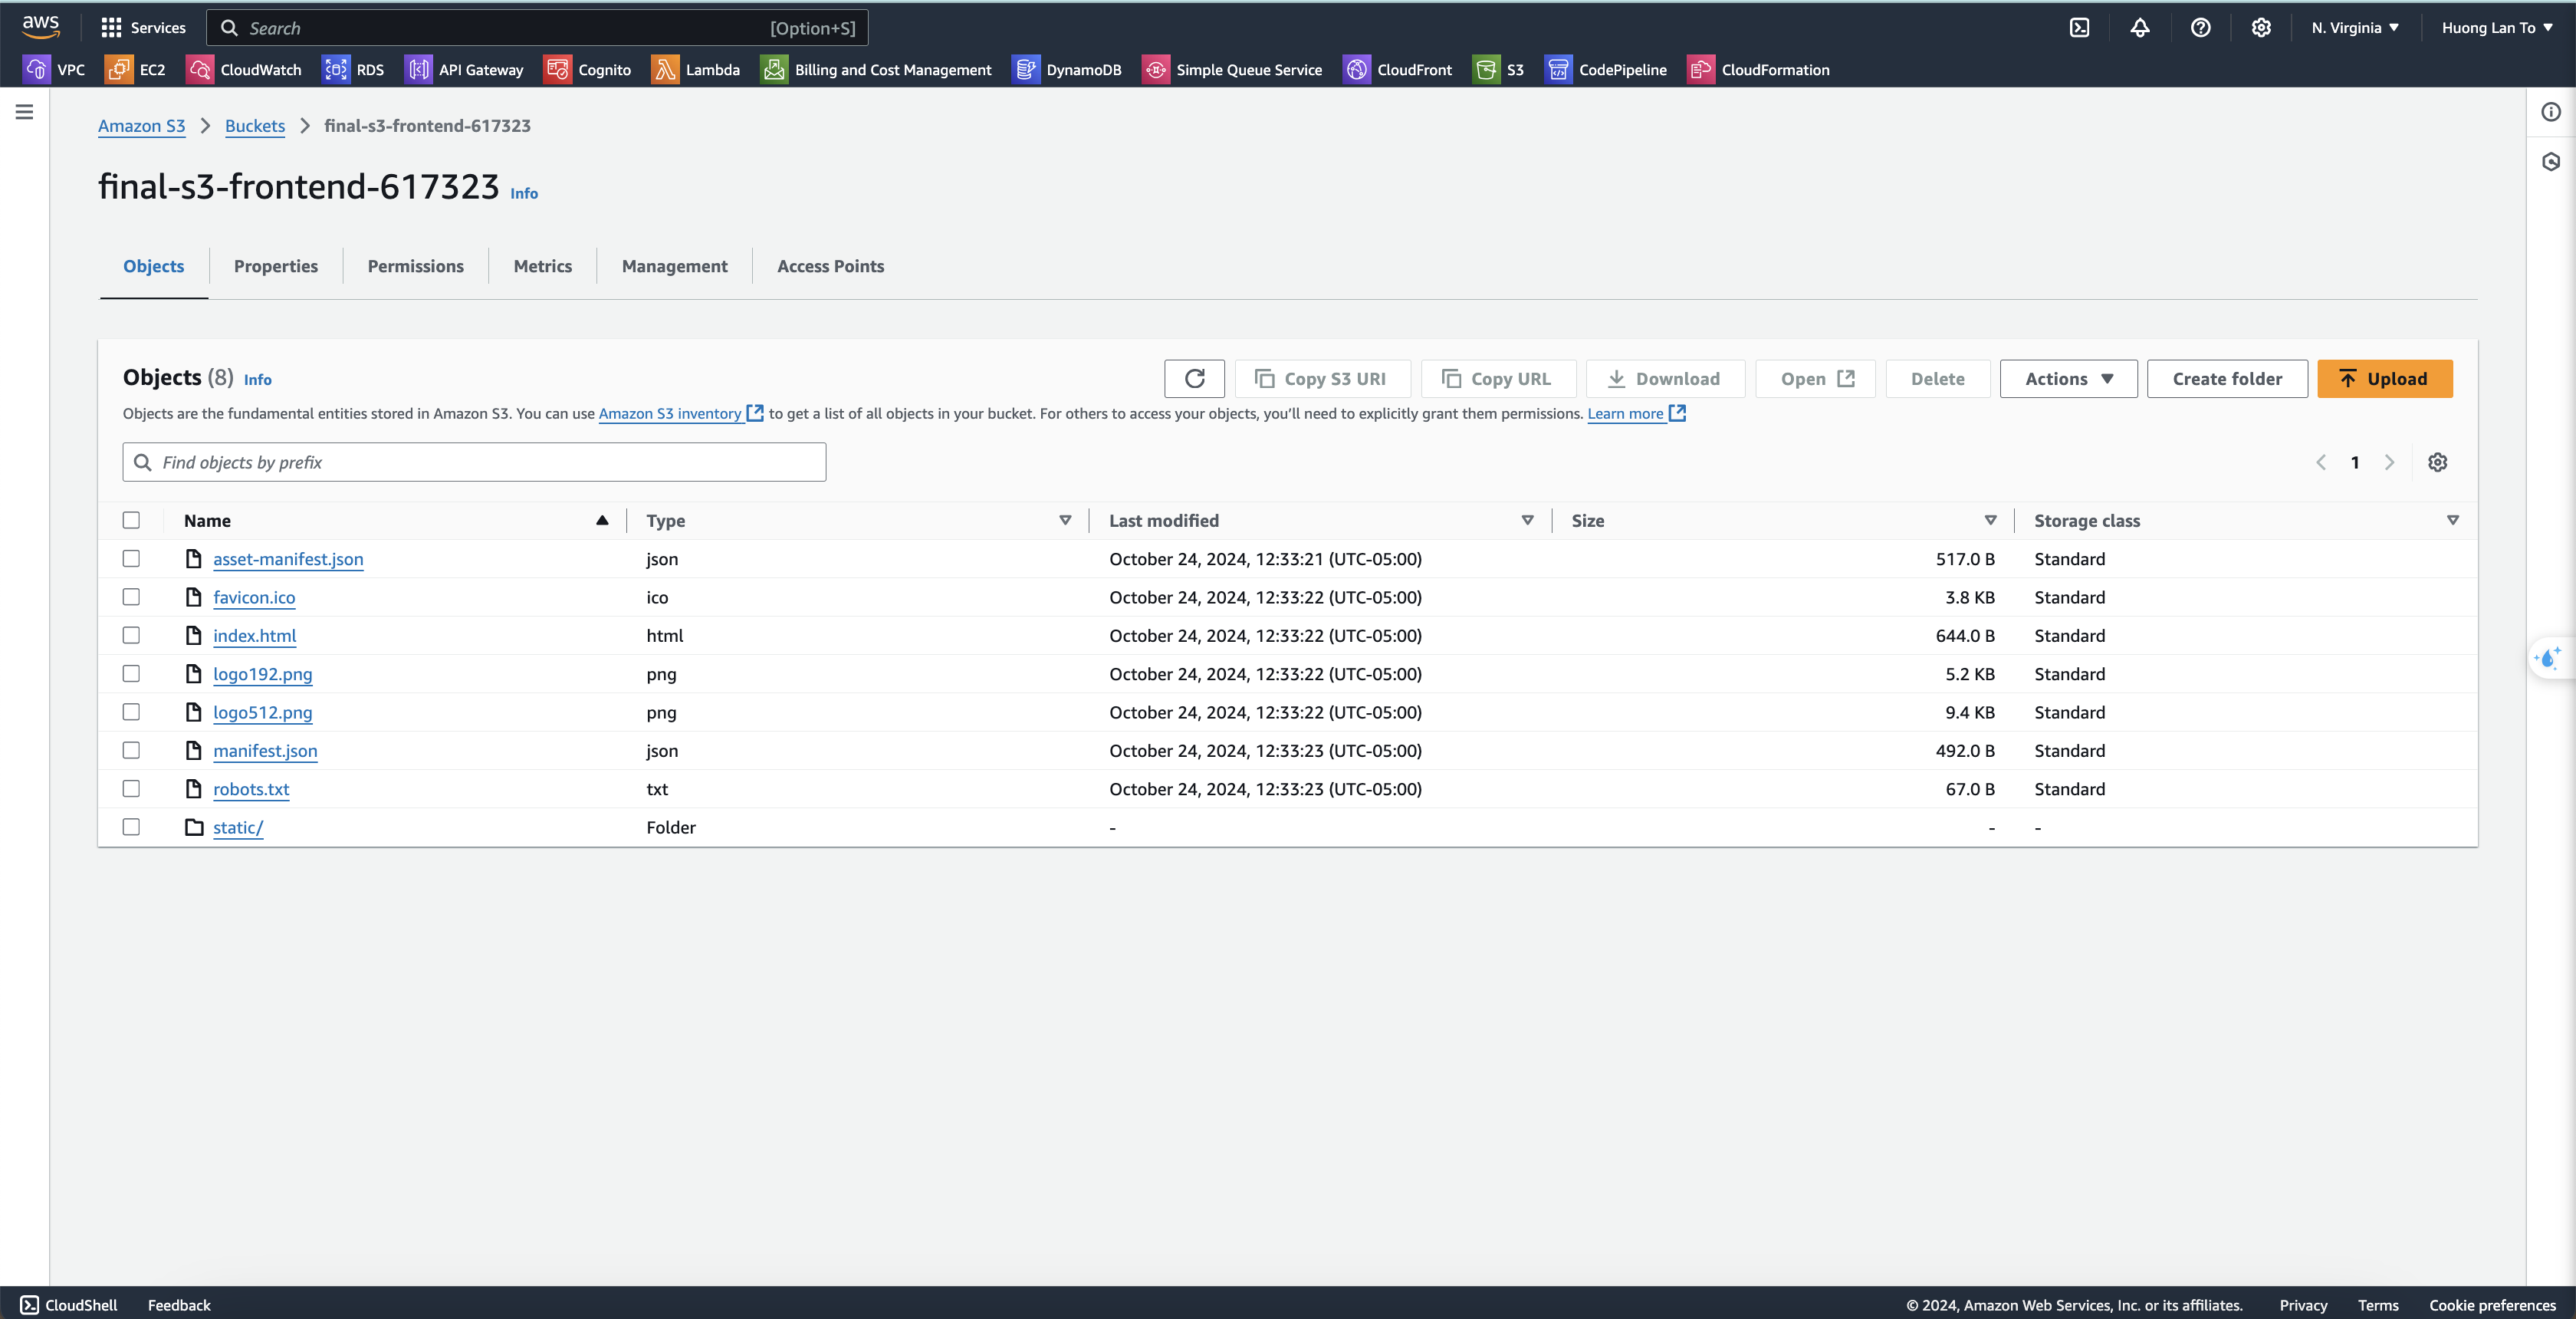 aws Services Search [Option+S] N. Virginia Huong Lan To
VPC EC2 CloudWatch RDS API Gateway Cognito Lambda Billing and Cost Management DynamoDB Simple Queue Service CloudFront S3 CodePipeline CloudFormation
Amazon S3 > Buckets > final-s3-frontend-617323
final-s3-frontend-617323 Info
Objects Properties Permissions Metrics Management Access Points
Objects (8) Info Copy S3 URI Copy URL Download Open Delete Actions Create folder Upload
Objects are the fundamental entities stored in Amazon S3. You can use Amazon S3 inventory to get a list of all objects in your bucket. For others to access your objects, you’ll need to explicitly grant them permissions. Learn more
Find objects by prefix 1
Name Type Last modified Size Storage class
asset-manifest.json json October 24, 2024, 12:33:21 (UTC-05:00) 517.0 B Standard
favicon.ico ico October 24, 2024, 12:33:22 (UTC-05:00) 3.8 KB Standard
index.html html October 24, 2024, 12:33:22 (UTC-05:00) 644.0 B Standard
logo192.png png October 24, 2024, 12:33:22 (UTC-05:00) 5.2 KB Standard
logo512.png png October 24, 2024, 12:33:22 (UTC-05:00) 9.4 KB Standard
manifest.json json October 24, 2024, 12:33:23 (UTC-05:00) 492.0 B Standard
robots.txt txt October 24, 2024, 12:33:23 (UTC-05:00) 67.0 B Standard
static/ Folder - - -
CloudShell Feedback © 2024, Amazon Web Services, Inc. or its affiliates. Privacy Terms Cookie preferences